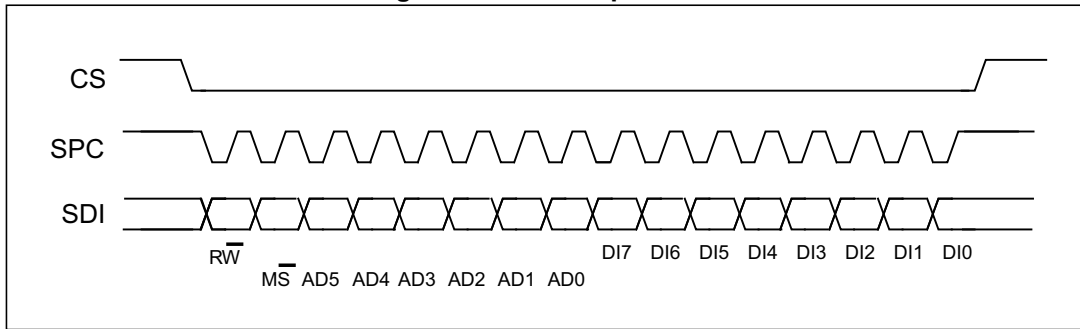 CS
SPC
SDI
RW̅ DI7 DI6 DI5 DI4 DI3 DI2 DI1 DI0
MS̅ AD5 AD4 AD3 AD2 AD1 AD0